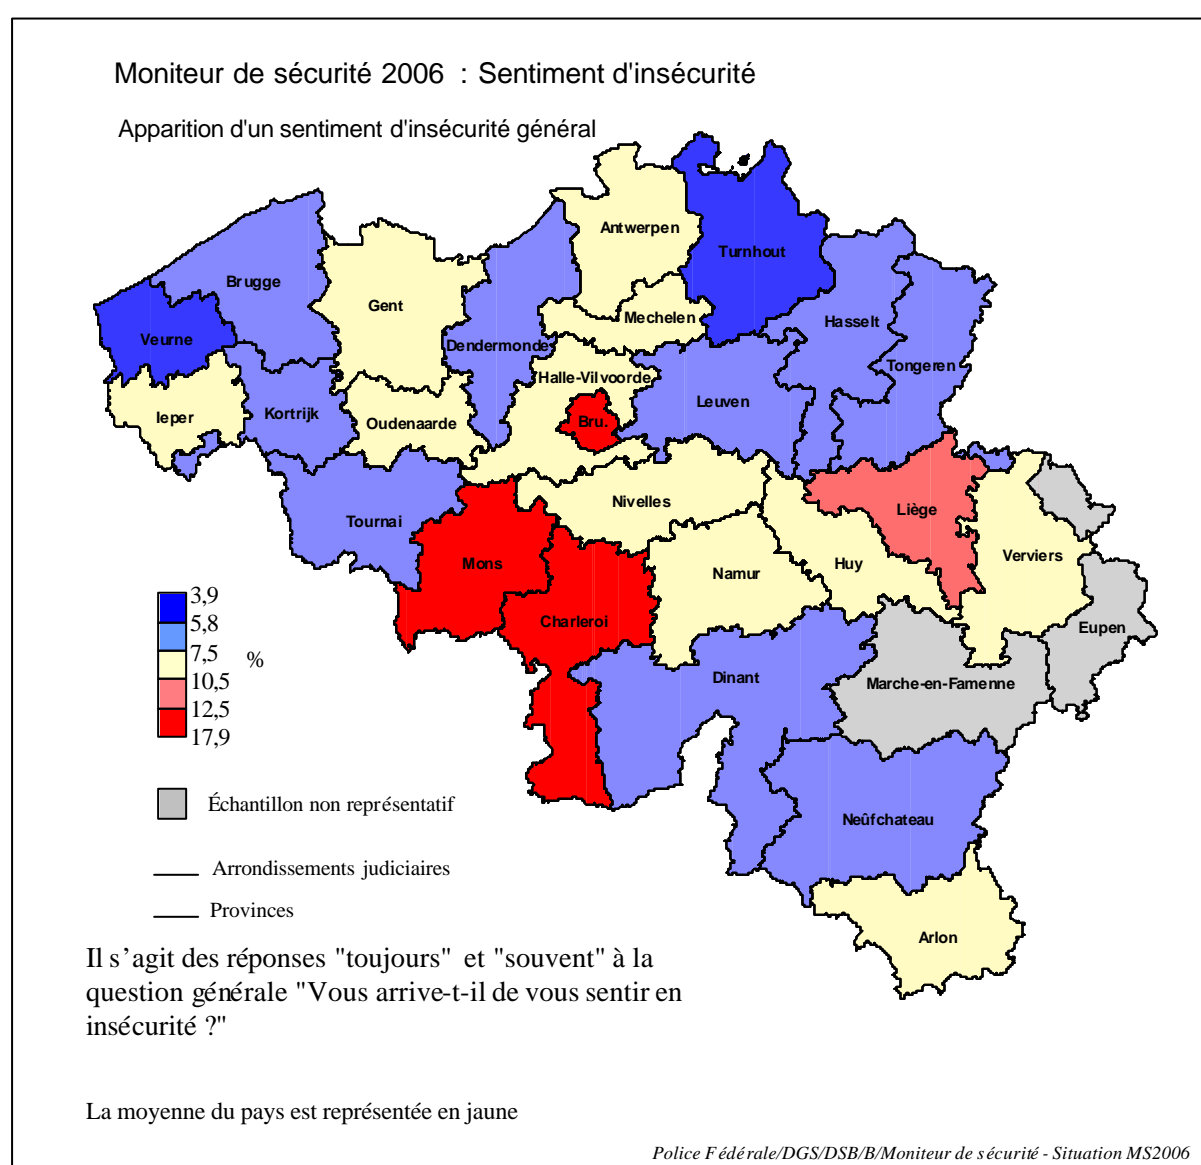 Moniteur de sécurité 2006 : Sentiment d'insécurité
Apparition d'un sentiment d'insécurité général
Antwerpen
Turnhout
Brugge
Gent
Mechelen
Hasselt
Veurne
Dendermonde
Tongeren
Halle-Vilvoorde
Leuven
Ieper
Kortrijk
Oudenaarde
Bru.
Nivelles
Liège
Tournai
Verviers
Mons
Namur
Huy
Charleroi
Eupen
Dinant
Marche-en-Famenne
Neûfchateau
Arlon
3,9
5,8
7,5
%
10,5
12,5
17,9
Échantillon non représentatif
Arrondissements judiciaires
Provinces
Il s'agit des réponses "toujours" et "souvent" à la
question générale "Vous arrive-t-il de vous sentir en
insécurité ?"
La moyenne du pays est représentée en jaune
Police Fédérale/DGS/DSB/B/Moniteur de sécurité - Situation MS2006